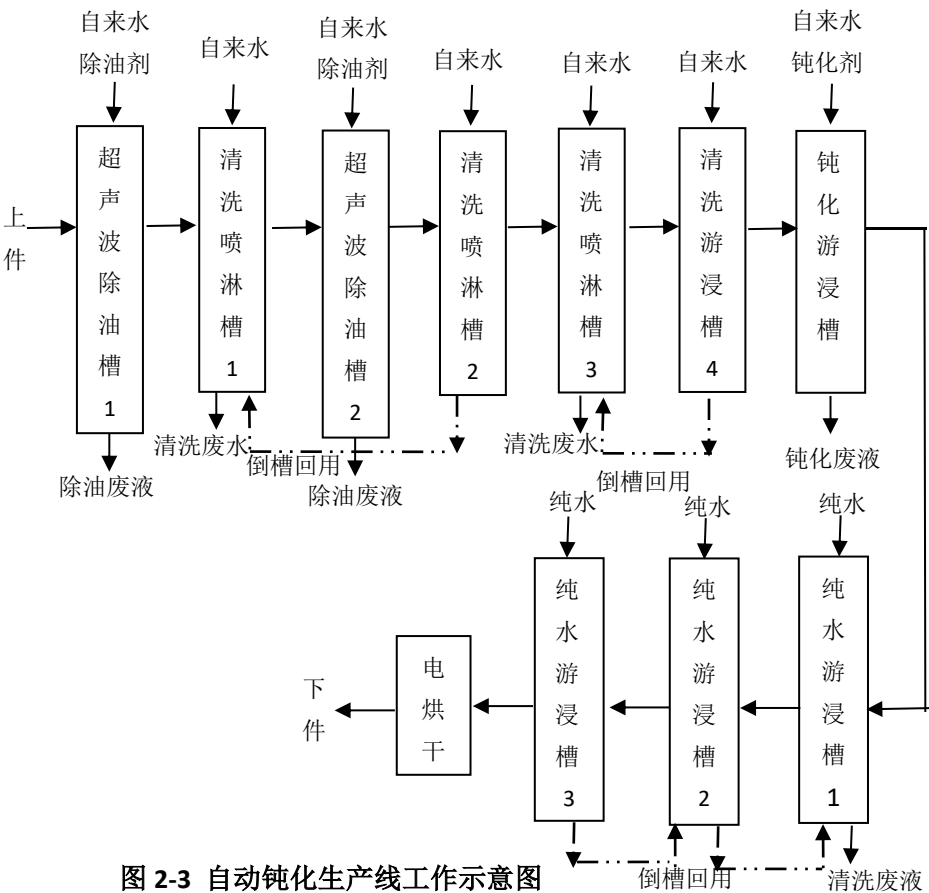 自来水
除油剂
自来水
自来水
除油剂
自来水
自来水
自来水
自来水
钝化剂
上件
超声波除油槽1
清洗喷淋槽1
超声波除油槽2
清洗喷淋槽2
清洗喷淋槽3
清洗游浸槽4
钝化游浸槽
除油废液
清洗废水
倒槽回用
除油废液
清洗废水
倒槽回用
钝化废液
纯水
纯水
纯水
下件
电烘干
纯水游浸槽3
纯水游浸槽2
纯水游浸槽1
倒槽回用
清洗废液
图 2-3 自动钝化生产线工作示意图